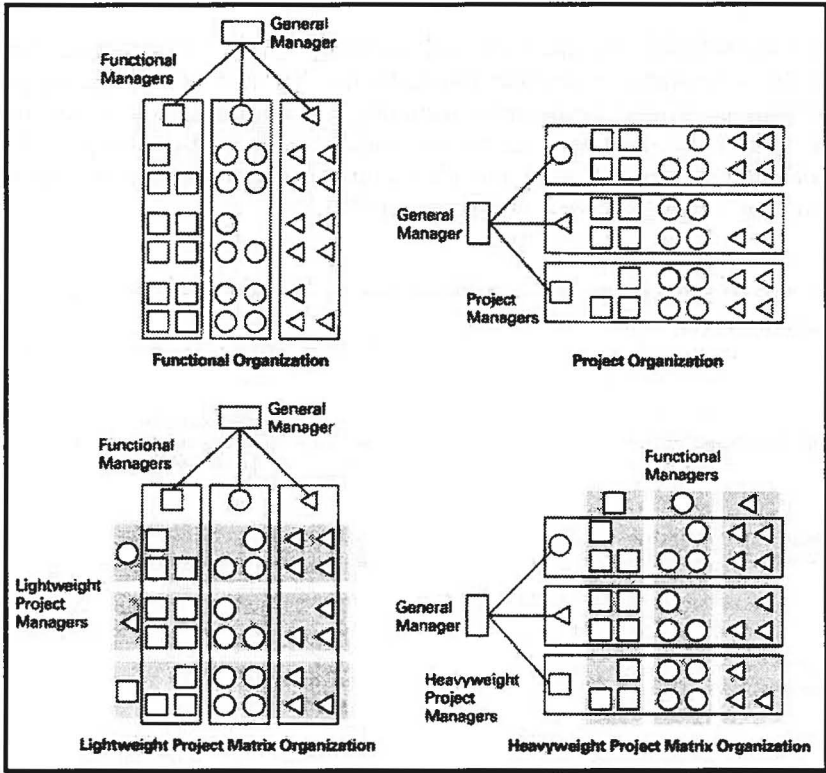 General
Manager
Functional
Managers
Functional Organization
General
Manager
Project
Managers
Project Organization
General
Manager
Functional
Managers
Lightweight
Project
Managers
Lightweight Project Matrix Organization
Functional
Managers
General
Manager
Heavyweight
Project
Managers
Heavyweight Project Matrix Organization